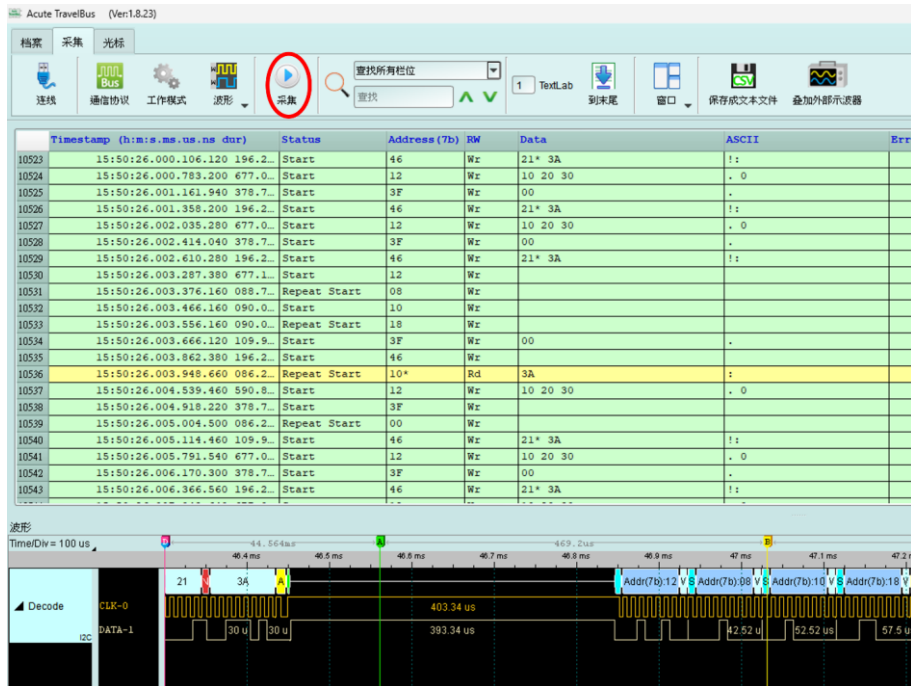 Acute TravelBus (Ver:1.8.23)
档案 采集 光标
连线 通信协议 工作模式 波形 采集 查找所有栏位 查找 1 TextLab 到末尾 窗口 保存成文本文件 叠加外部示波器
Timestamp (h:m:s.ms.us.ns dur) Status Address(7b) RW Data ASCII Err
10523 15:50:26.000.106.120 196.2… Start 46 Wr 21* 3A !:
10524 15:50:26.000.783.200 677.0… Start 12 Wr 10 20 30 . 0
10525 15:50:26.001.161.940 378.7… Start 3F Wr 00 .
10526 15:50:26.001.358.200 196.2… Start 46 Wr 21* 3A !:
10527 15:50:26.002.035.280 677.0… Start 12 Wr 10 20 30 . 0
10528 15:50:26.002.414.040 378.7… Start 3F Wr 00 .
10529 15:50:26.002.610.280 196.2… Start 46 Wr 21* 3A !:
10530 15:50:26.003.287.380 677.1… Start 12 Wr
10531 15:50:26.003.376.160 088.7… Repeat Start 08 Wr
10532 15:50:26.003.466.160 090.0… Start 10 Wr
10533 15:50:26.003.556.160 090.0… Repeat Start 18 Wr
10534 15:50:26.003.666.120 109.9… Start 3F Wr 00 .
10535 15:50:26.003.862.380 196.2… Start 46 Wr
10536 15:50:26.003.948.660 086.2… Repeat Start 10* Rd 3A :
10537 15:50:26.004.539.460 590.8… Start 12 Wr 10 20 30 . 0
10538 15:50:26.004.918.220 378.7… Start 3F Wr
10539 15:50:26.005.004.500 086.2… Repeat Start 00 Wr
10540 15:50:26.005.114.460 109.9… Start 46 Wr 21* 3A !:
10541 15:50:26.005.791.540 677.0… Start 12 Wr 10 20 30 . 0
10542 15:50:26.006.170.300 378.7… Start 3F Wr 00 .
10543 15:50:26.006.366.560 196.2… Start 46 Wr 21* 3A !:
波形
Time/Div = 100 us 44.564ms A 469.2us B
46.4 ms 46.5 ms 46.6 ms 46.7 ms 46.8 ms 46.9 ms 47 ms 47.1 ms 47.2
21 N 3A A Addr(7b):12 V S Addr(7b):08 V S Addr(7b):10 V S Addr(7b):18 V
Decode CLK-0 403.34 us
I2C DATA-1 30 u 30 u 393.34 us 42.52 u 52.52 us 57.5 u